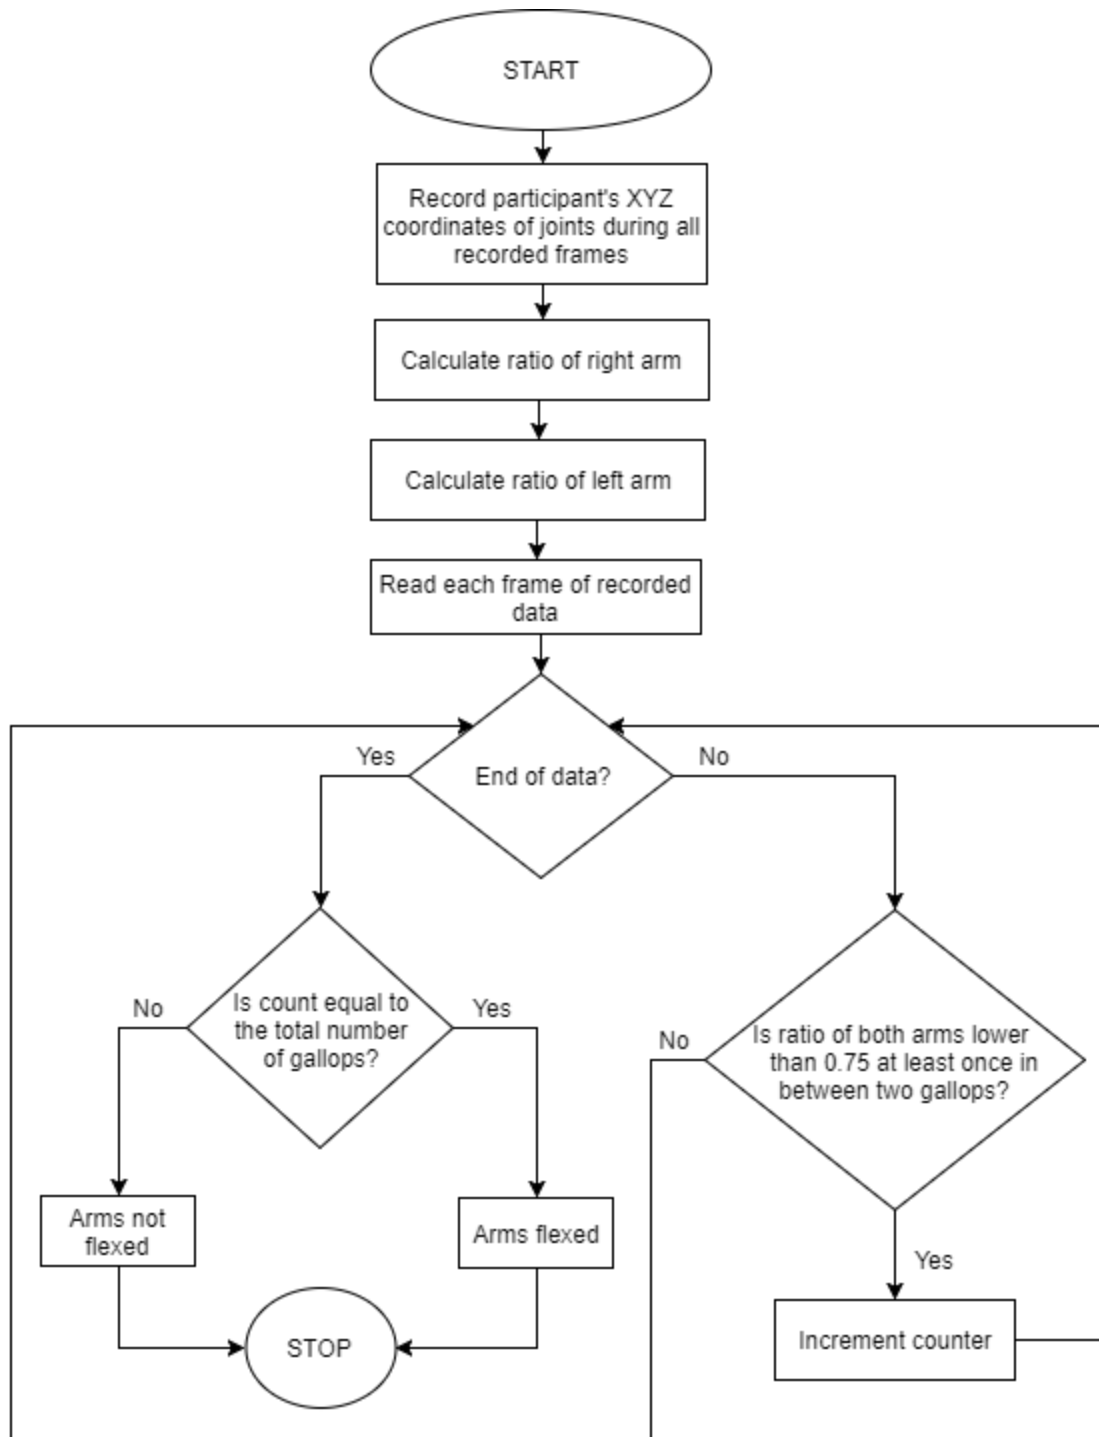 START
Record participant's XYZ
coordinates of joints during all
recorded frames
Calculate ratio of right arm
Calculate ratio of left arm
Read each frame of recorded
data
End of data?
Yes
No
Is count equal to
the total number
of gallops?
No
Yes
Is ratio of both arms lower
than 0.75 at least once in
between two gallops?
No
Yes
Arms not
flexed
Arms flexed
Increment counter
STOP